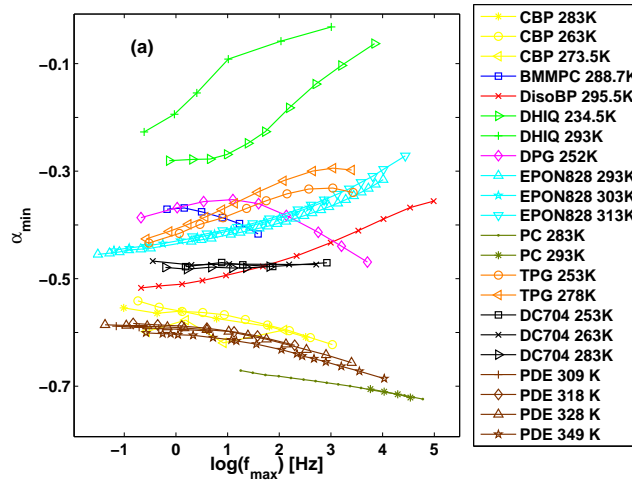 (a)
−0.1
−0.3
−0.5
−0.7
α_min
−1 0 1 2 3 4 5
log(f_max) [Hz]
CBP 283K
CBP 263K
CBP 273.5K
BMMPC 288.7K
DisoBP 295.5K
DHIQ 234.5K
DHIQ 293K
DPG 252K
EPON828 293K
EPON828 303K
EPON828 313K
PC 283K
PC 293K
TPG 253K
TPG 278K
DC704 253K
DC704 263K
DC704 283K
PDE 309 K
PDE 318 K
PDE 328 K
PDE 349 K